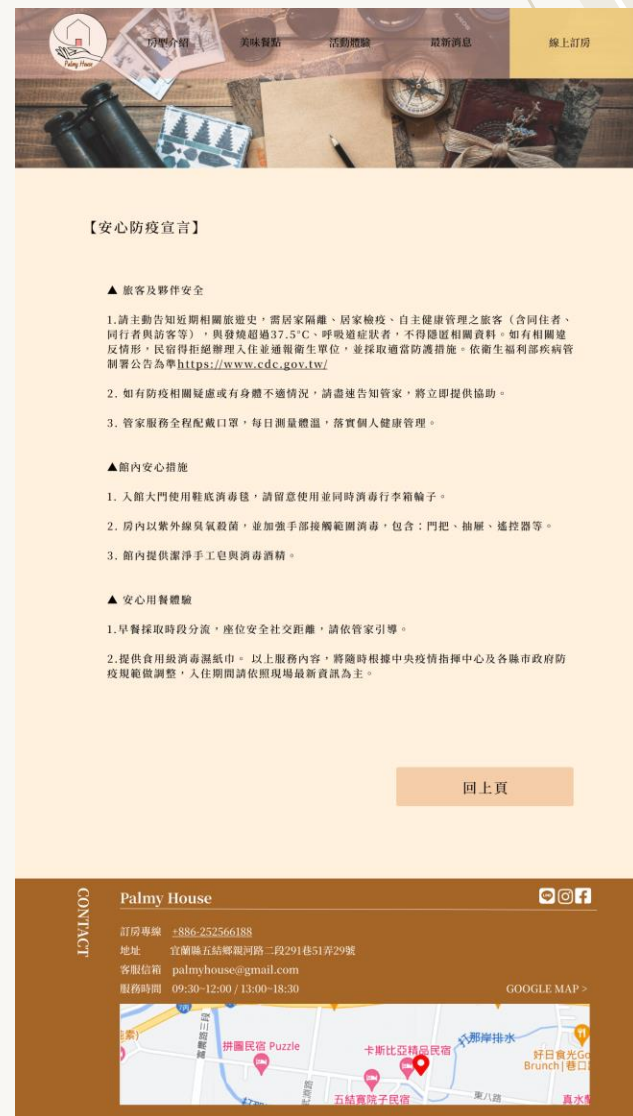 Palmy House
房型介紹
美味餐點
活動體驗
最新消息
線上訂房
【安心防疫宣言】
▲ 旅客及夥伴安全
1.請主動告知近期相關旅遊史,需居家隔離、居家檢疫、自主健康管理之旅客(含同住者、
同行者與訪客等),與發燒超過37.5°C、呼吸道症狀者,不得隱匿相關資料。如有相關違
反情形,民宿得拒絕辦理入住並通報衛生單位,並採取適當防護措施。依衛生福利部疾病管
制署公告為準https://www.cdc.gov.tw/
2. 如有防疫相關疑慮或有身體不適情況,請盡速告知管家,將立即提供協助。
3. 管家服務全程配戴口罩,每日測量體溫,落實個人健康管理。
▲館內安心措施
1. 入館大門使用鞋底消毒毯,請留意使用並同時消毒行李箱輪子。
2. 房內以紫外線臭氧殺菌,並加強手部接觸範圍消毒,包含:門把、抽屜、遙控器等。
3. 館內提供潔淨手工皂與消毒酒精。
▲ 安心用餐體驗
1.早餐採取時段分流,座位安全社交距離,請依管家引導。
2.提供食用級消毒濕紙巾。 以上服務內容,將隨時根據中央疫情指揮中心及各縣市政府防
疫規範做調整,入住期間請依照現場最新資訊為主。
回上頁
CONTACT
Palmy House
訂房專線 +886-252566188
地址 宜蘭縣五結鄉親河路二段291巷51弄29號
客服信箱 palmyhouse@gmail.com
服務時間 09:30~12:00 / 13:00~18:30
GOOGLE MAP >
富農路三段
拼圖民宿 Puzzle
卡斯比亞精品民宿
那岸排水
好日食光Go
Brunch|巷口
五結寬院子民宿
東八路
真水